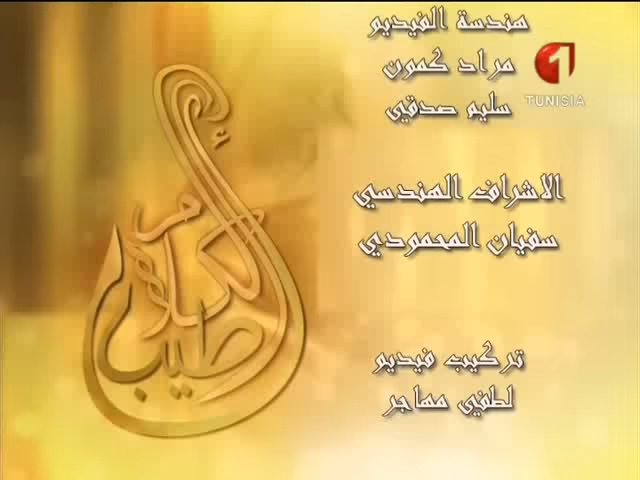 هندسة الفيديو
مراد كمون
سليم صدقي
1
TUNISIA
الاشراف الهندسي
سفيان المحمودي
تركيب فيديو
لطفي مهاجر
أطيب
الكلام